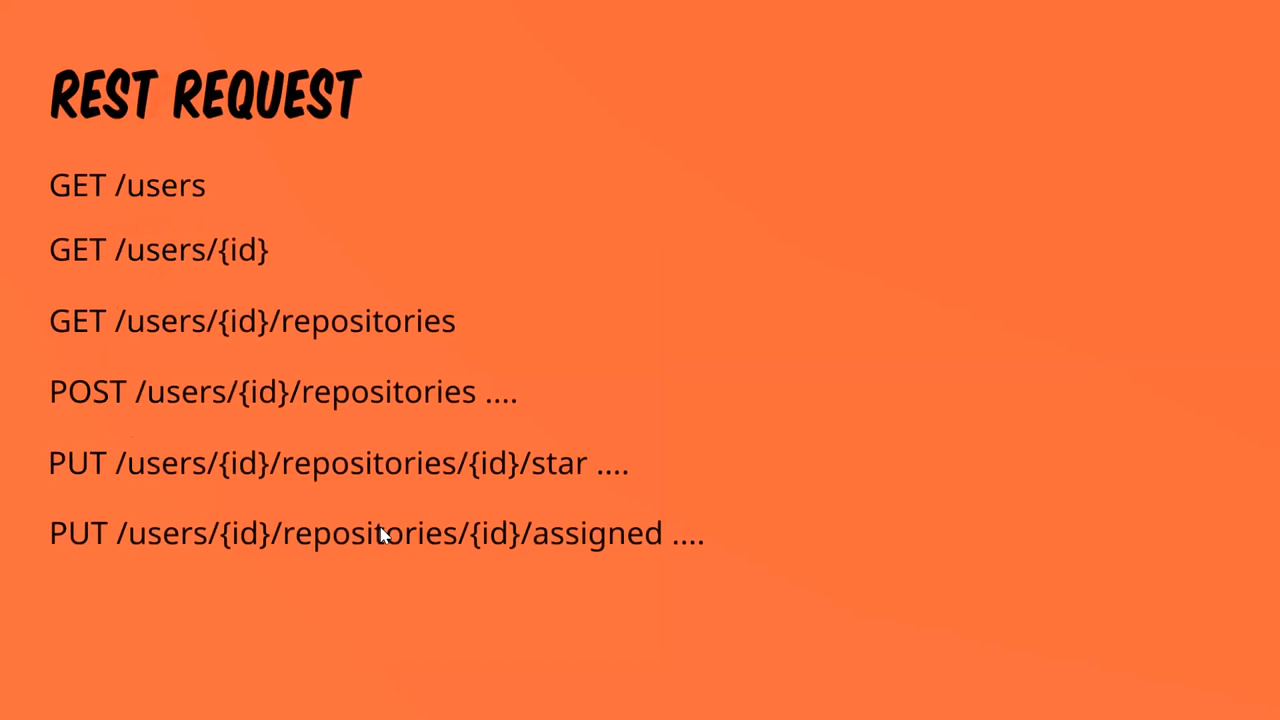 REST REQUEST
GET /users
GET /users/{id}
GET /users/{id}/repositories
POST /users/{id}/repositories ....
PUT /users/{id}/repositories/{id}/star ....
PUT /users/{id}/repositories/{id}/assigned ....